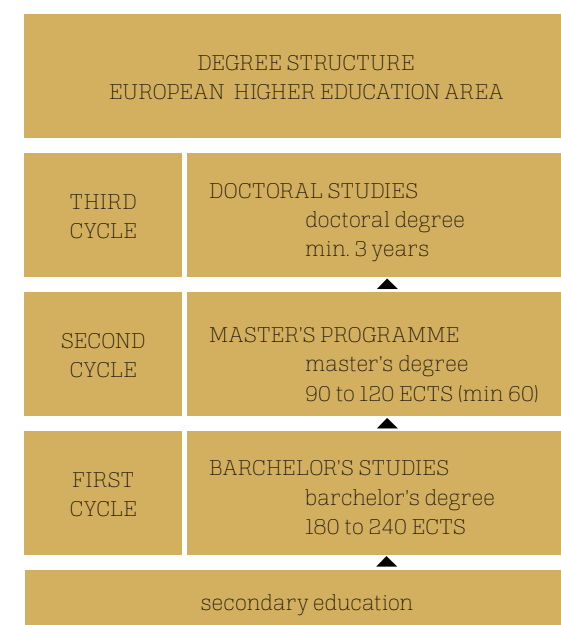 DEGREE STRUCTURE
EUROPEAN HIGHER EDUCATION AREA
THIRD
CYCLE
DOCTORAL STUDIES
doctoral degree
min. 3 years
SECOND
CYCLE
MASTER'S PROGRAMME
master's degree
90 to 120 ECTS (min 60)
FIRST
CYCLE
BARCHELOR'S STUDIES
barchelor's degree
180 to 240 ECTS
secondary education